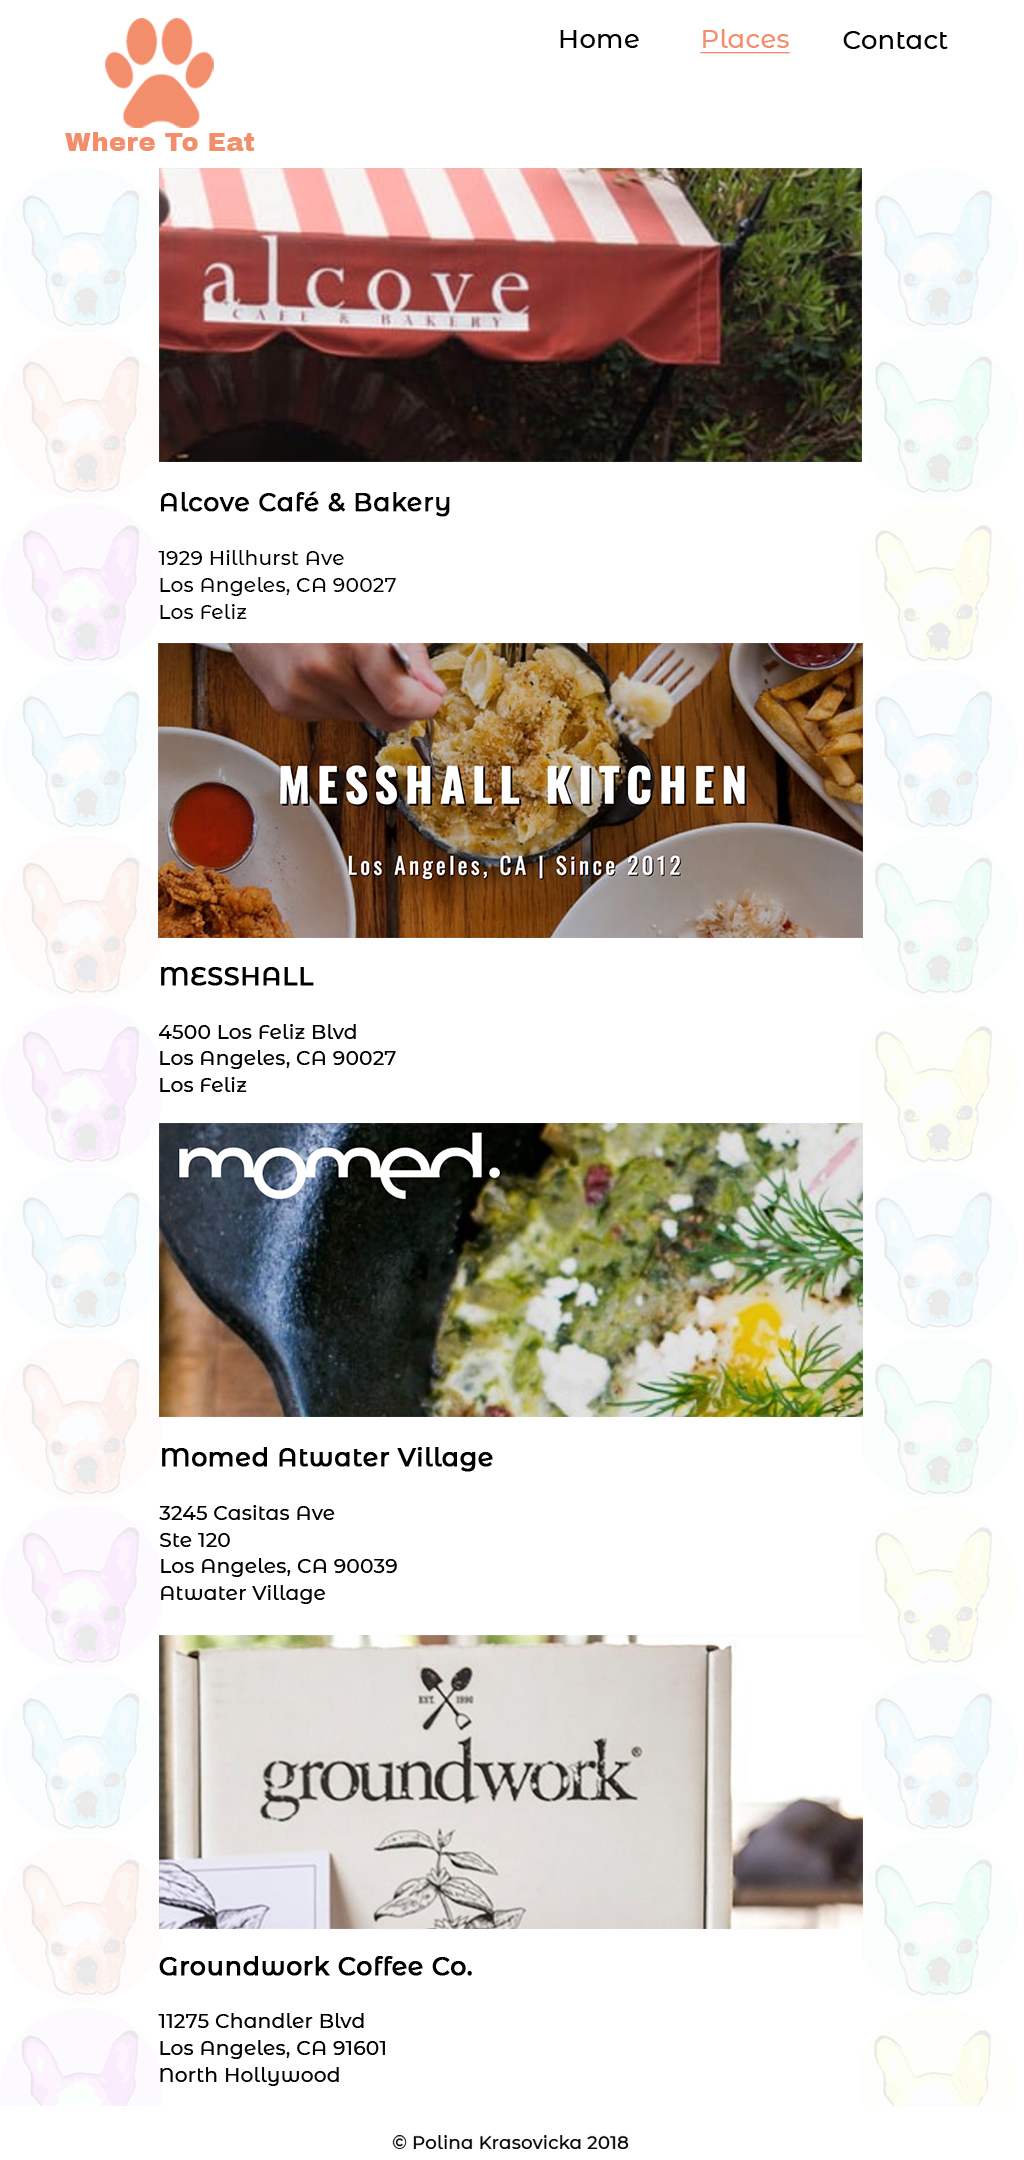 Home
Places
Contact
Where To Eat
alcove
CAFE & BAKERY
Alcove Café & Bakery
1929 Hillhurst Ave
Los Angeles, CA 90027
Los Feliz
MESSHALL KITCHEN
Los Angeles, CA | Since 2012
MESSHALL
4500 Los Feliz Blvd
Los Angeles, CA 90027
Los Feliz
momed.
Momed Atwater Village
3245 Casitas Ave
Ste 120
Los Angeles, CA 90039
Atwater Village
EST. 1990
groundwork®
Groundwork Coffee Co.
11275 Chandler Blvd
Los Angeles, CA 91601
North Hollywood
© Polina Krasovicka 2018